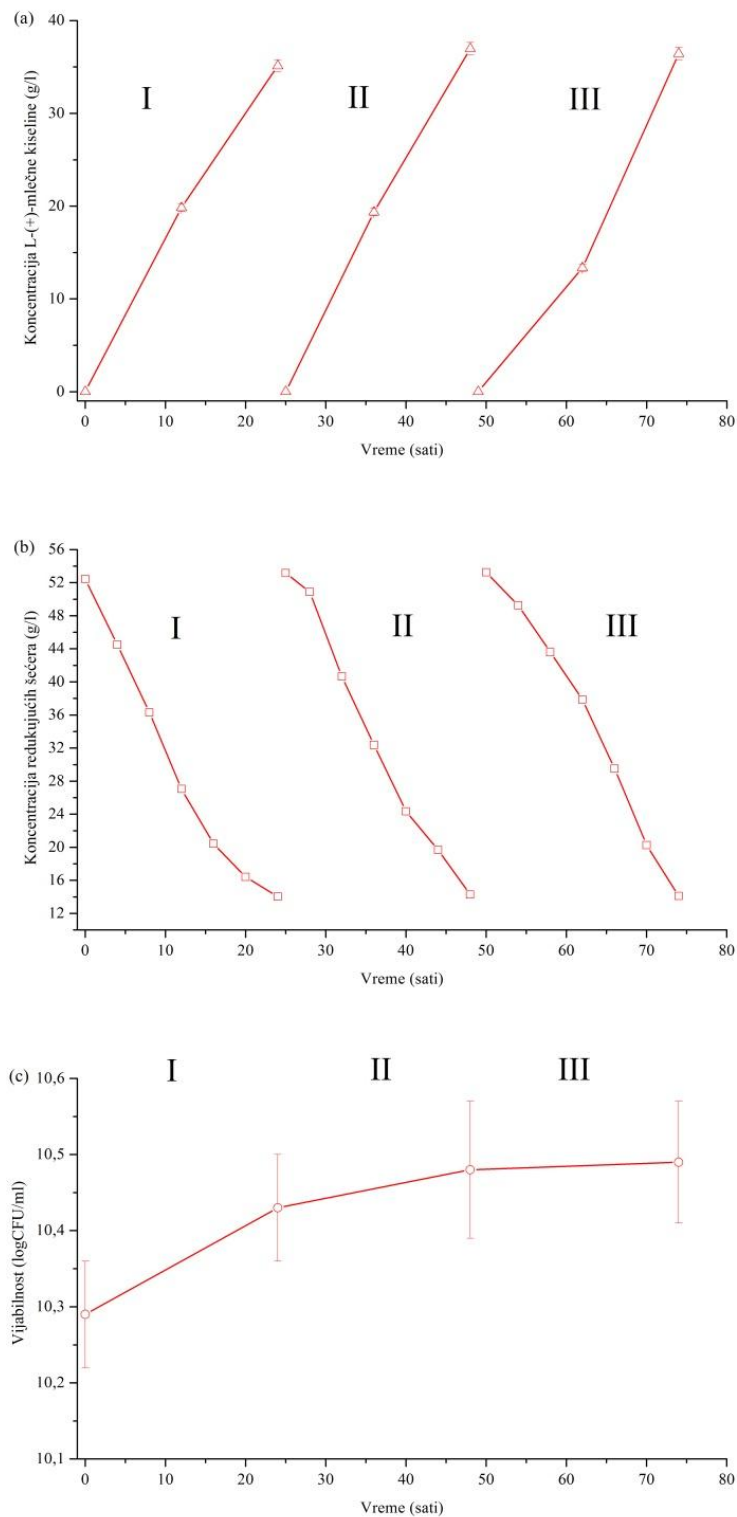 (a)
Koncentracija L-(+)-mlečne kiseline (g/l)
40
30
20
10
0
I
II
III
0 10 20 30 40 50 60 70 80
Vreme (sati)
(b)
Koncentracija redukujućih šećera (g/l)
56
52
48
44
40
36
32
28
24
20
16
12
I
II
III
0 10 20 30 40 50 60 70 80
Vreme (sati)
I
II
III
(c)
Vijabilnost (logCFU/ml)
10,6
10,5
10,4
10,3
10,2
10,1
0 10 20 30 40 50 60 70 80
Vreme (sati)